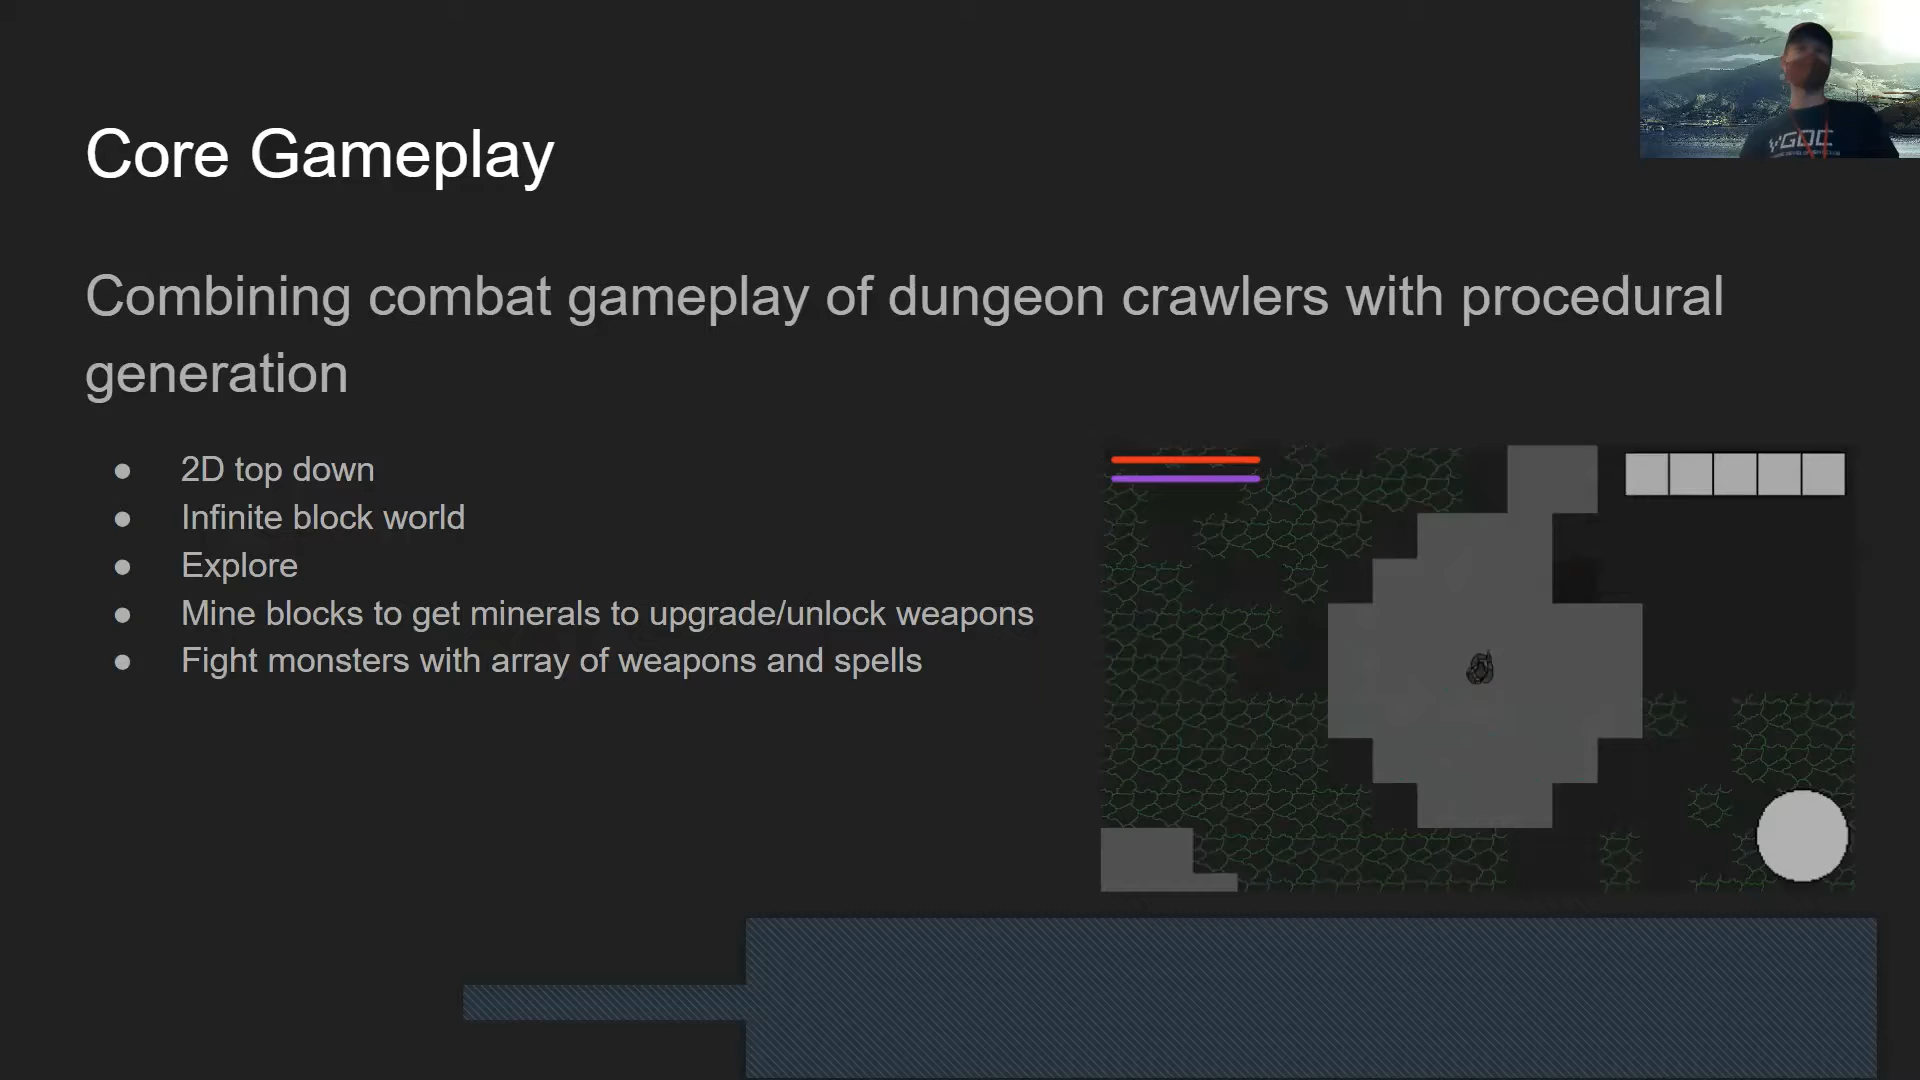 Core Gameplay
Combining combat gameplay of dungeon crawlers with procedural
generation
● 2D top down
● Infinite block world
● Explore
● Mine blocks to get minerals to upgrade/unlock weapons
● Fight monsters with array of weapons and spells
VGDC